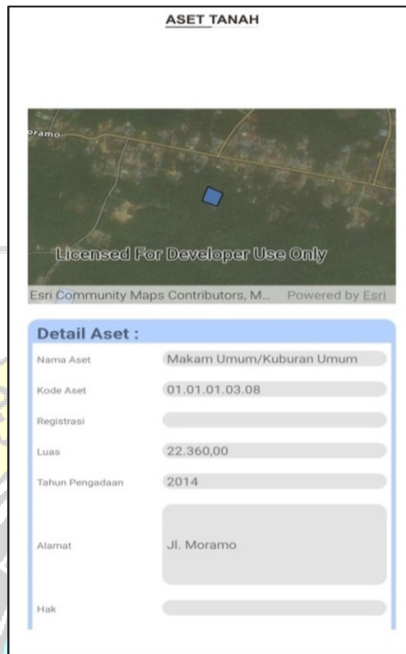 ASET TANAH
oramo
Licensed For Developer Use Only
Esri Community Maps Contributors, M... Powered by Esri
Detail Aset :
Nama Aset Makam Umum/Kuburan Umum
Kode Aset 01.01.01.03.08
Registrasi
Luas 22.360,00
Tahun Pengadaan 2014
Alamat Jl. Moramo
Hak